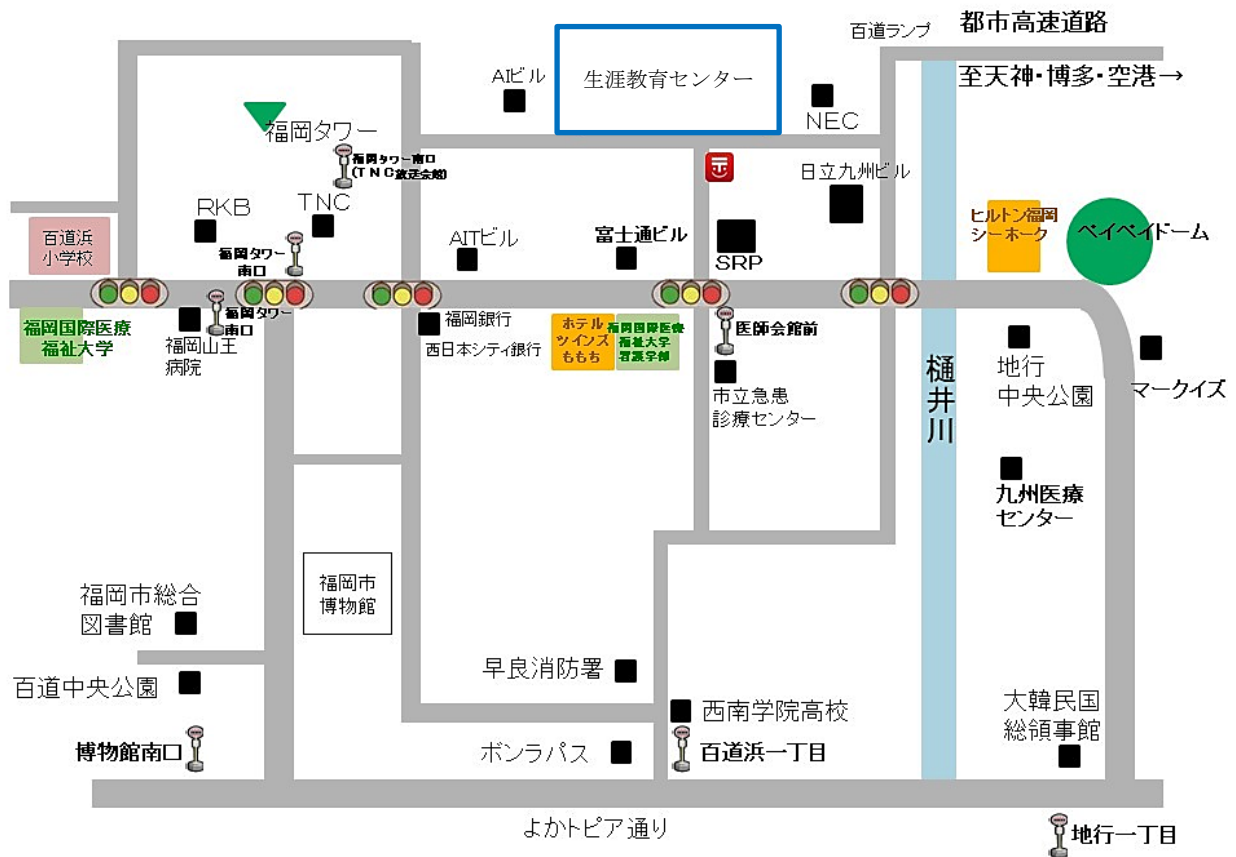 百道ランプ
都市高速道路
至天神・博多・空港→
AIビル
生涯教育センター
NEC
福岡タワー
福岡タワー南口
(TNC放送会館)
日立九州ビル
RKB
TNC
百道浜
小学校
福岡タワー
南口
AITビル
富士通ビル
SRP
ヒルトン福岡
シーホーク
ペイペイドーム
福岡国際医療
福祉大学
福岡山王
病院
福岡タワー
南口
福岡銀行
西日本シティ銀行
ホテル
ツインズ
ももち
福岡国際医療
福祉大学
看護学部
医師会館前
市立急患
診療センター
樋井川
地行
中央公園
マークイズ
九州医療
センター
福岡市
博物館
福岡市総合
図書館
百道中央公園
博物館南口
早良消防署
西南学院高校
ボンラパス
百道浜一丁目
大韓民国
総領事館
よかトピア通り
地行一丁目